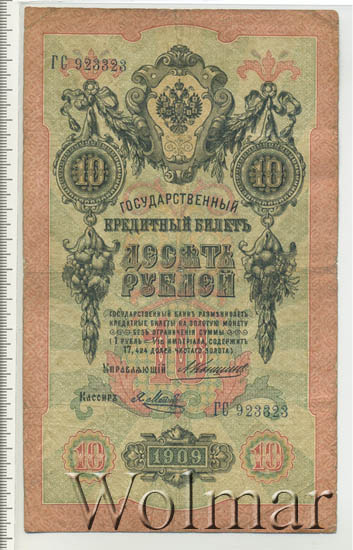 ГС 923323
10 10
ГОСУДАРСТВЕННЫЙ
КРЕДИТНЫЙ БИЛЕТЪ
ДЕСЯТЬ
РУБЛЕЙ
ГОСУДАРСТВЕННЫЙ БАНКЪ РАЗМѢНИВАЕТЪ
КРЕДИТНЫЕ БИЛЕТЫ НА ЗОЛОТУЮ МОНЕТУ
БЕЗЪ ОГРАНИЧЕНІЯ СУММЫ
(1 РУБЛЬ = 1/15 ИМПЕРІАЛА, СОДЕРЖИТЪ
17,424 ДОЛЕЙ ЧИСТАГО ЗОЛОТА)
10
Управляющій
Кассиръ
ГС 923323
10 1909 10
Wolmar